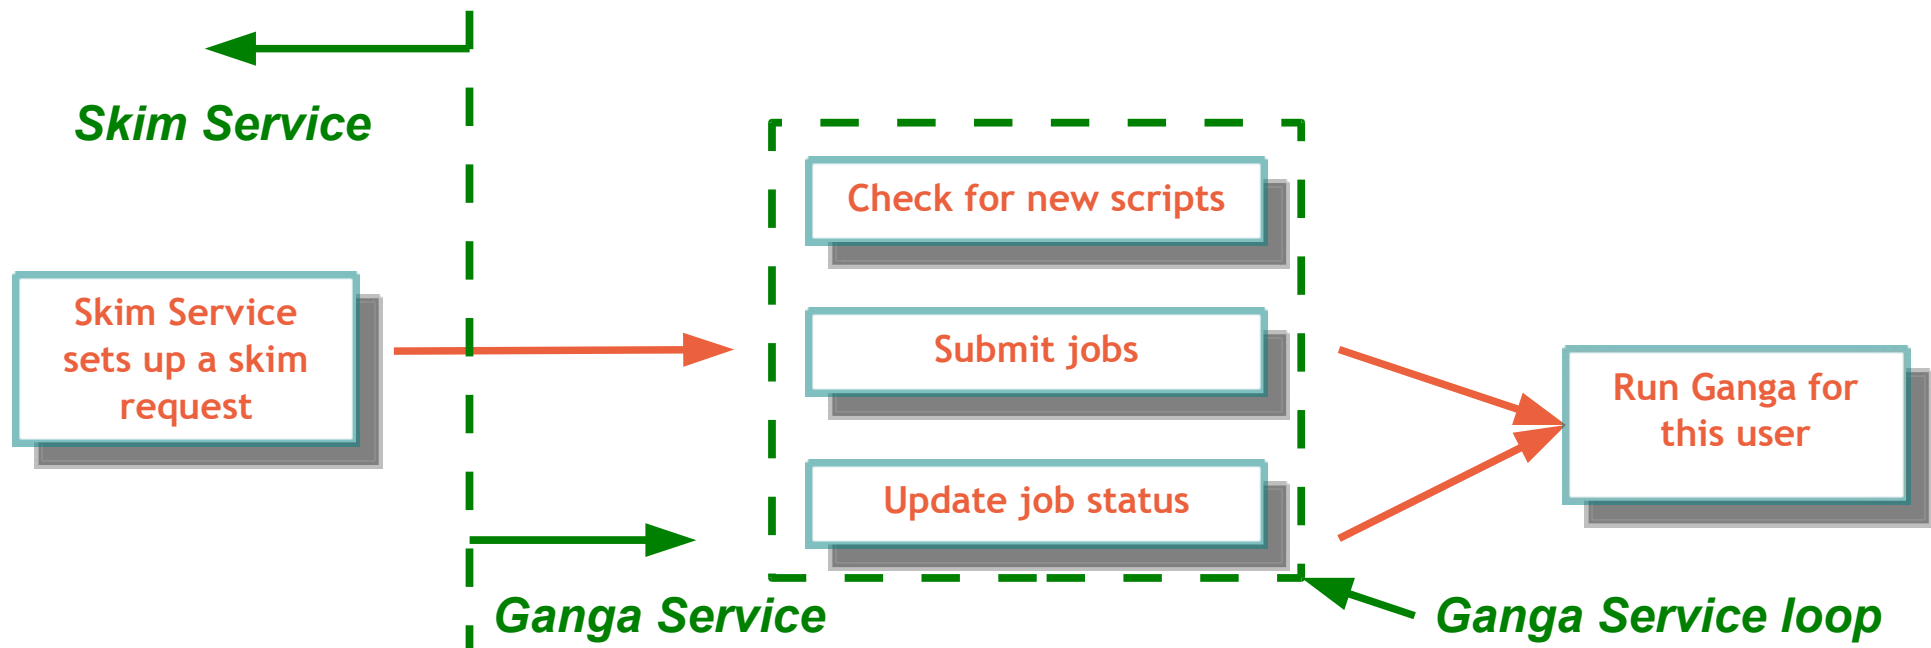 Skim Service
Check for new scripts
Skim Service
sets up a skim
request
Submit jobs
Run Ganga for
this user
Update job status
Ganga Service
Ganga Service loop